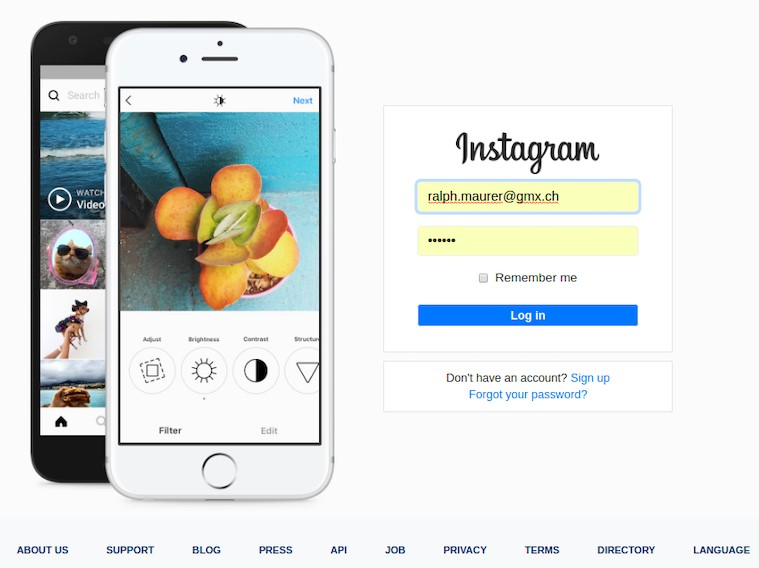 Search
WATCH
Video
Next
Adjust
Brightness
Contrast
Structure
Filter
Edit
Instagram
ralph.maurer@gmx.ch
••••••
Remember me
Log in
Don't have an account? Sign up
Forgot your password?
ABOUT US
SUPPORT
BLOG
PRESS
API
JOB
PRIVACY
TERMS
DIRECTORY
LANGUAGE